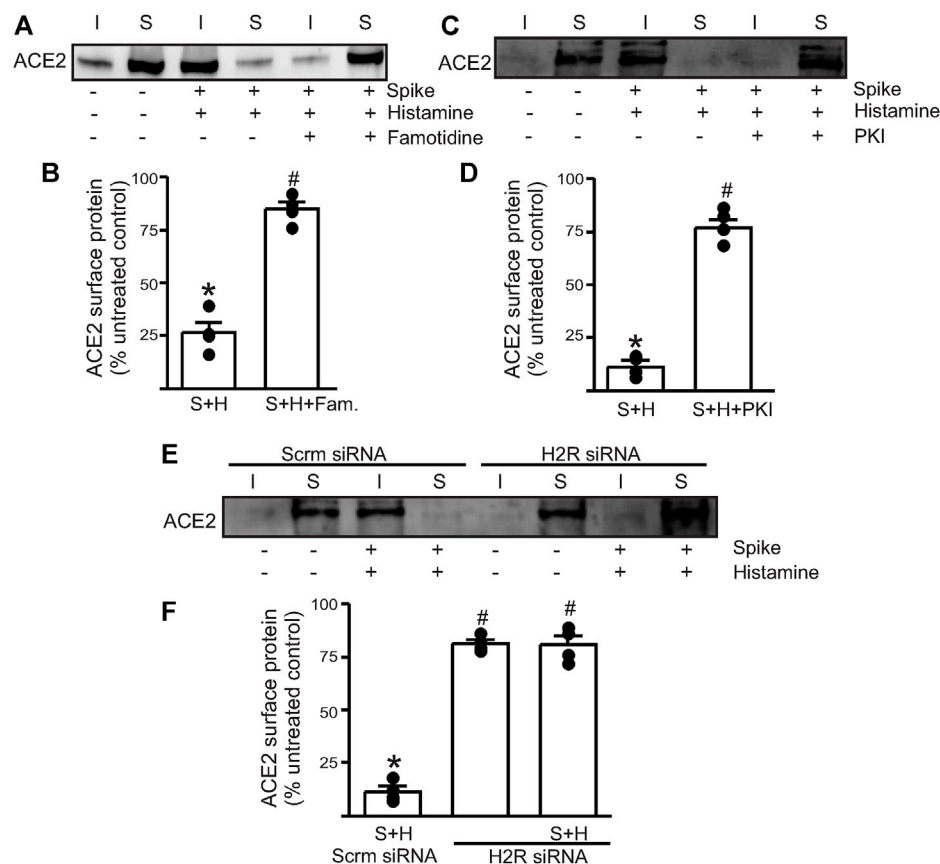 A
I S I S I S
ACE2
- - + + + + Spike
- - + + + + Histamine
- - + + Famotidine
C
I S I S I S
ACE2
- - + + + + Spike
- - + + + + Histamine
- - + + PKI
B
ACE2 surface protein
(% untreated control)
100
75
50
25
*
#
S+H S+H+Fam.
D
ACE2 surface protein
(% untreated control)
100
75
50
25
*
#
S+H S+H+PKI
E
Scrm siRNA H2R siRNA
I S I S I S I S
ACE2
- - + + - - + + Spike
- - + + - - + + Histamine
F
ACE2 surface protein
(% untreated control)
100
75
50
25
*
#
#
S+H S+H
Scrm siRNA H2R siRNA